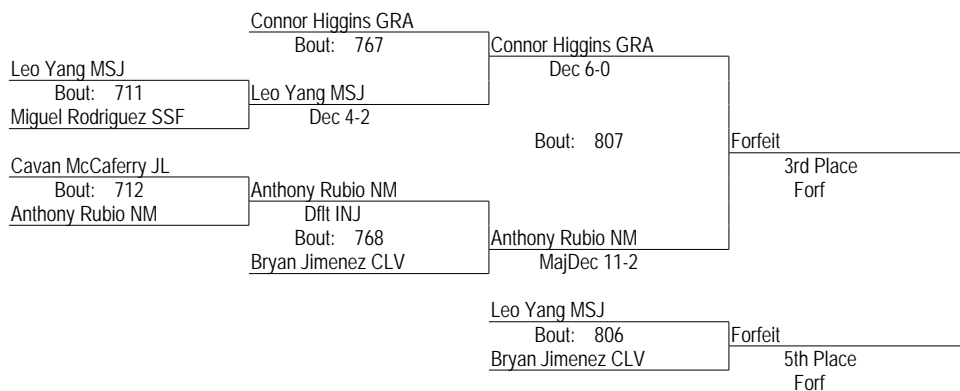 Connor Higgins GRA
Bout: 767
Connor Higgins GRA
Dec 6-0
Leo Yang MSJ
Bout: 711
Leo Yang MSJ
Miguel Rodriguez SSF
Dec 4-2
Bout: 807
Forfeit
3rd Place
Forf
Cavan McCaferry JL
Bout: 712
Anthony Rubio NM
Anthony Rubio NM
Dflt INJ
Bout: 768
Anthony Rubio NM
Bryan Jimenez CLV
MajDec 11-2
Leo Yang MSJ
Bout: 806
Forfeit
Bryan Jimenez CLV
5th Place
Forf